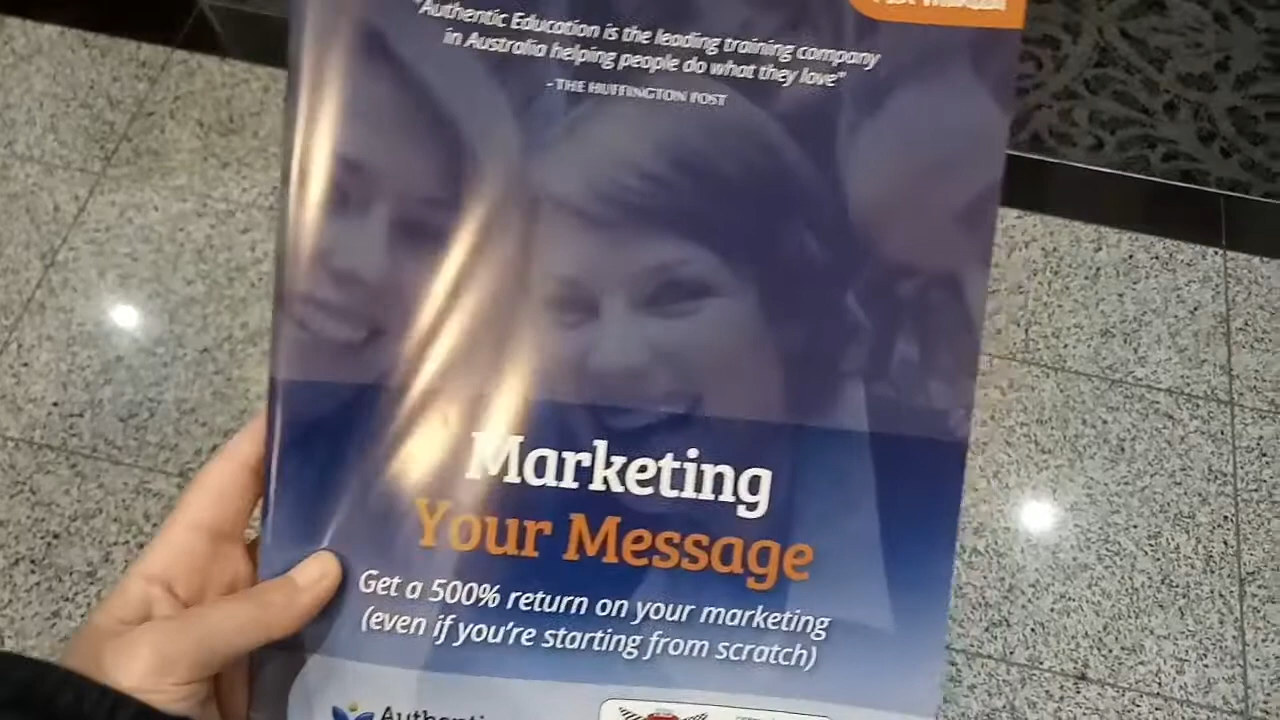 "Authentic Education is the leading training company
in Australia helping people do what they love"
- THE HUFFINGTON POST
Marketing
Your Message
Get a 500% return on your marketing
(even if you're starting from scratch)